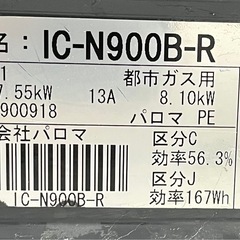 名：IC-N900B-R
1 都市ガス用
7.55kW 13A 8.10kW
900918 パロマ PE
会社パロマ 区分C
効率56.3%
IC-N900B-R 区分J
効率167Wh